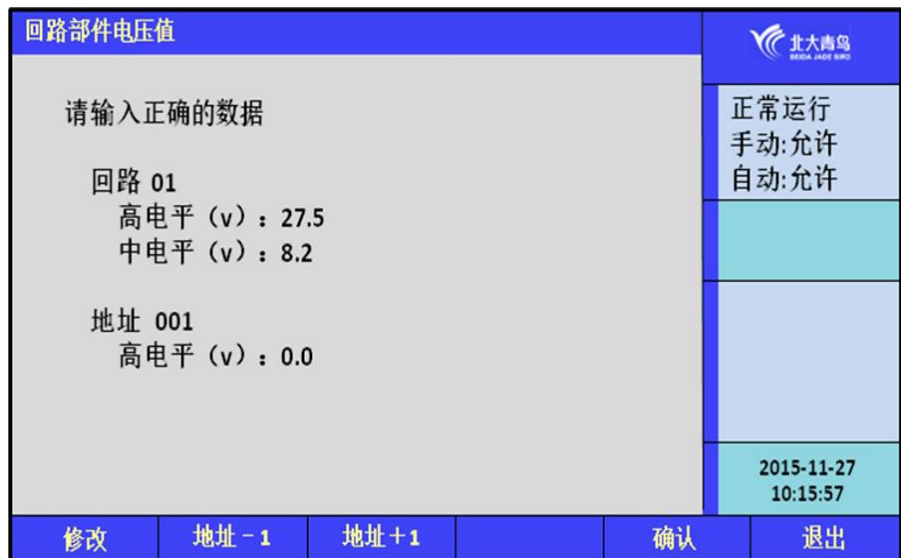 回路部件电压值
北大青鸟
BEIDA JADE BIRD
请输入正确的数据
回路 01
高电平（v）：27.5
中电平（v）：8.2
地址 001
高电平（v）：0.0
正常运行
手动:允许
自动:允许
2015-11-27
10:15:57
修改 地址－1 地址＋1 确认 退出